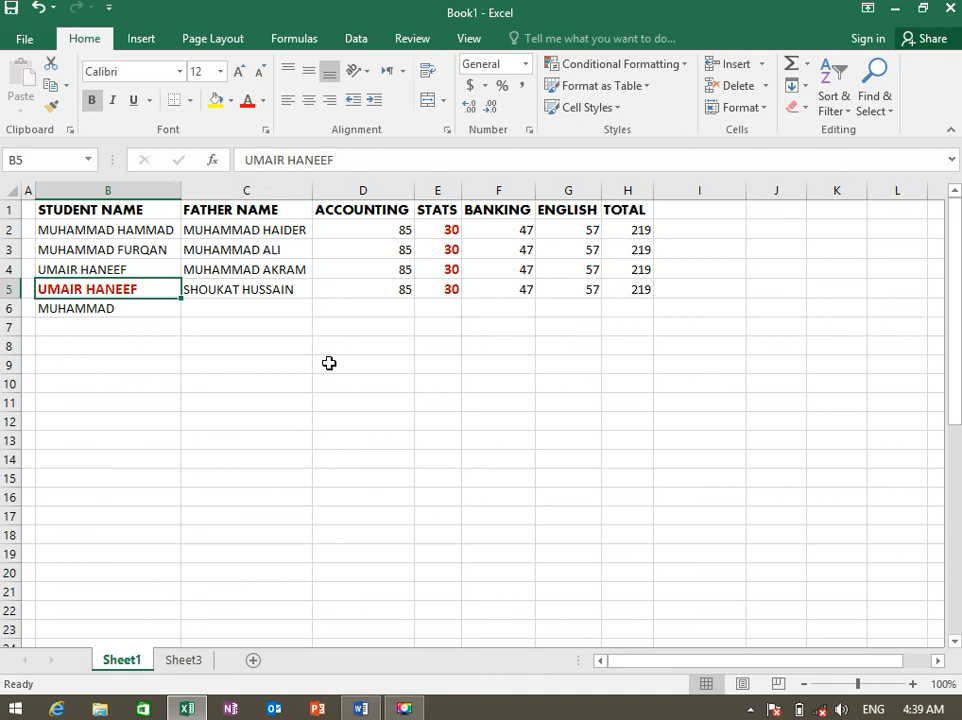 Book1 - Excel
File Home Insert Page Layout Formulas Data Review View Tell me what you want to do... Sign in Share
Calibri 12 General Conditional Formatting Insert
Paste Format as Table Delete Sort & Find &
B I U A $ % , Cell Styles Format Filter Select
Clipboard Font Alignment Number Styles Cells Editing
B5 fx UMAIR HANEEF
A B C D E F G H I J K L
1 STUDENT NAME FATHER NAME ACCOUNTING STATS BANKING ENGLISH TOTAL
2 MUHAMMAD HAMMAD MUHAMMAD HAIDER 85 30 47 57 219
3 MUHAMMAD FURQAN MUHAMMAD ALI 85 30 47 57 219
4 UMAIR HANEEF MUHAMMAD AKRAM 85 30 47 57 219
5 UMAIR HANEEF SHOUKAT HUSSAIN 85 30 47 57 219
6 MUHAMMAD
7
8
9
10
11
12
13
14
15
16
17
18
19
20
21
22
23
Sheet1 Sheet3
Ready 100%
ENG 4:39 AM